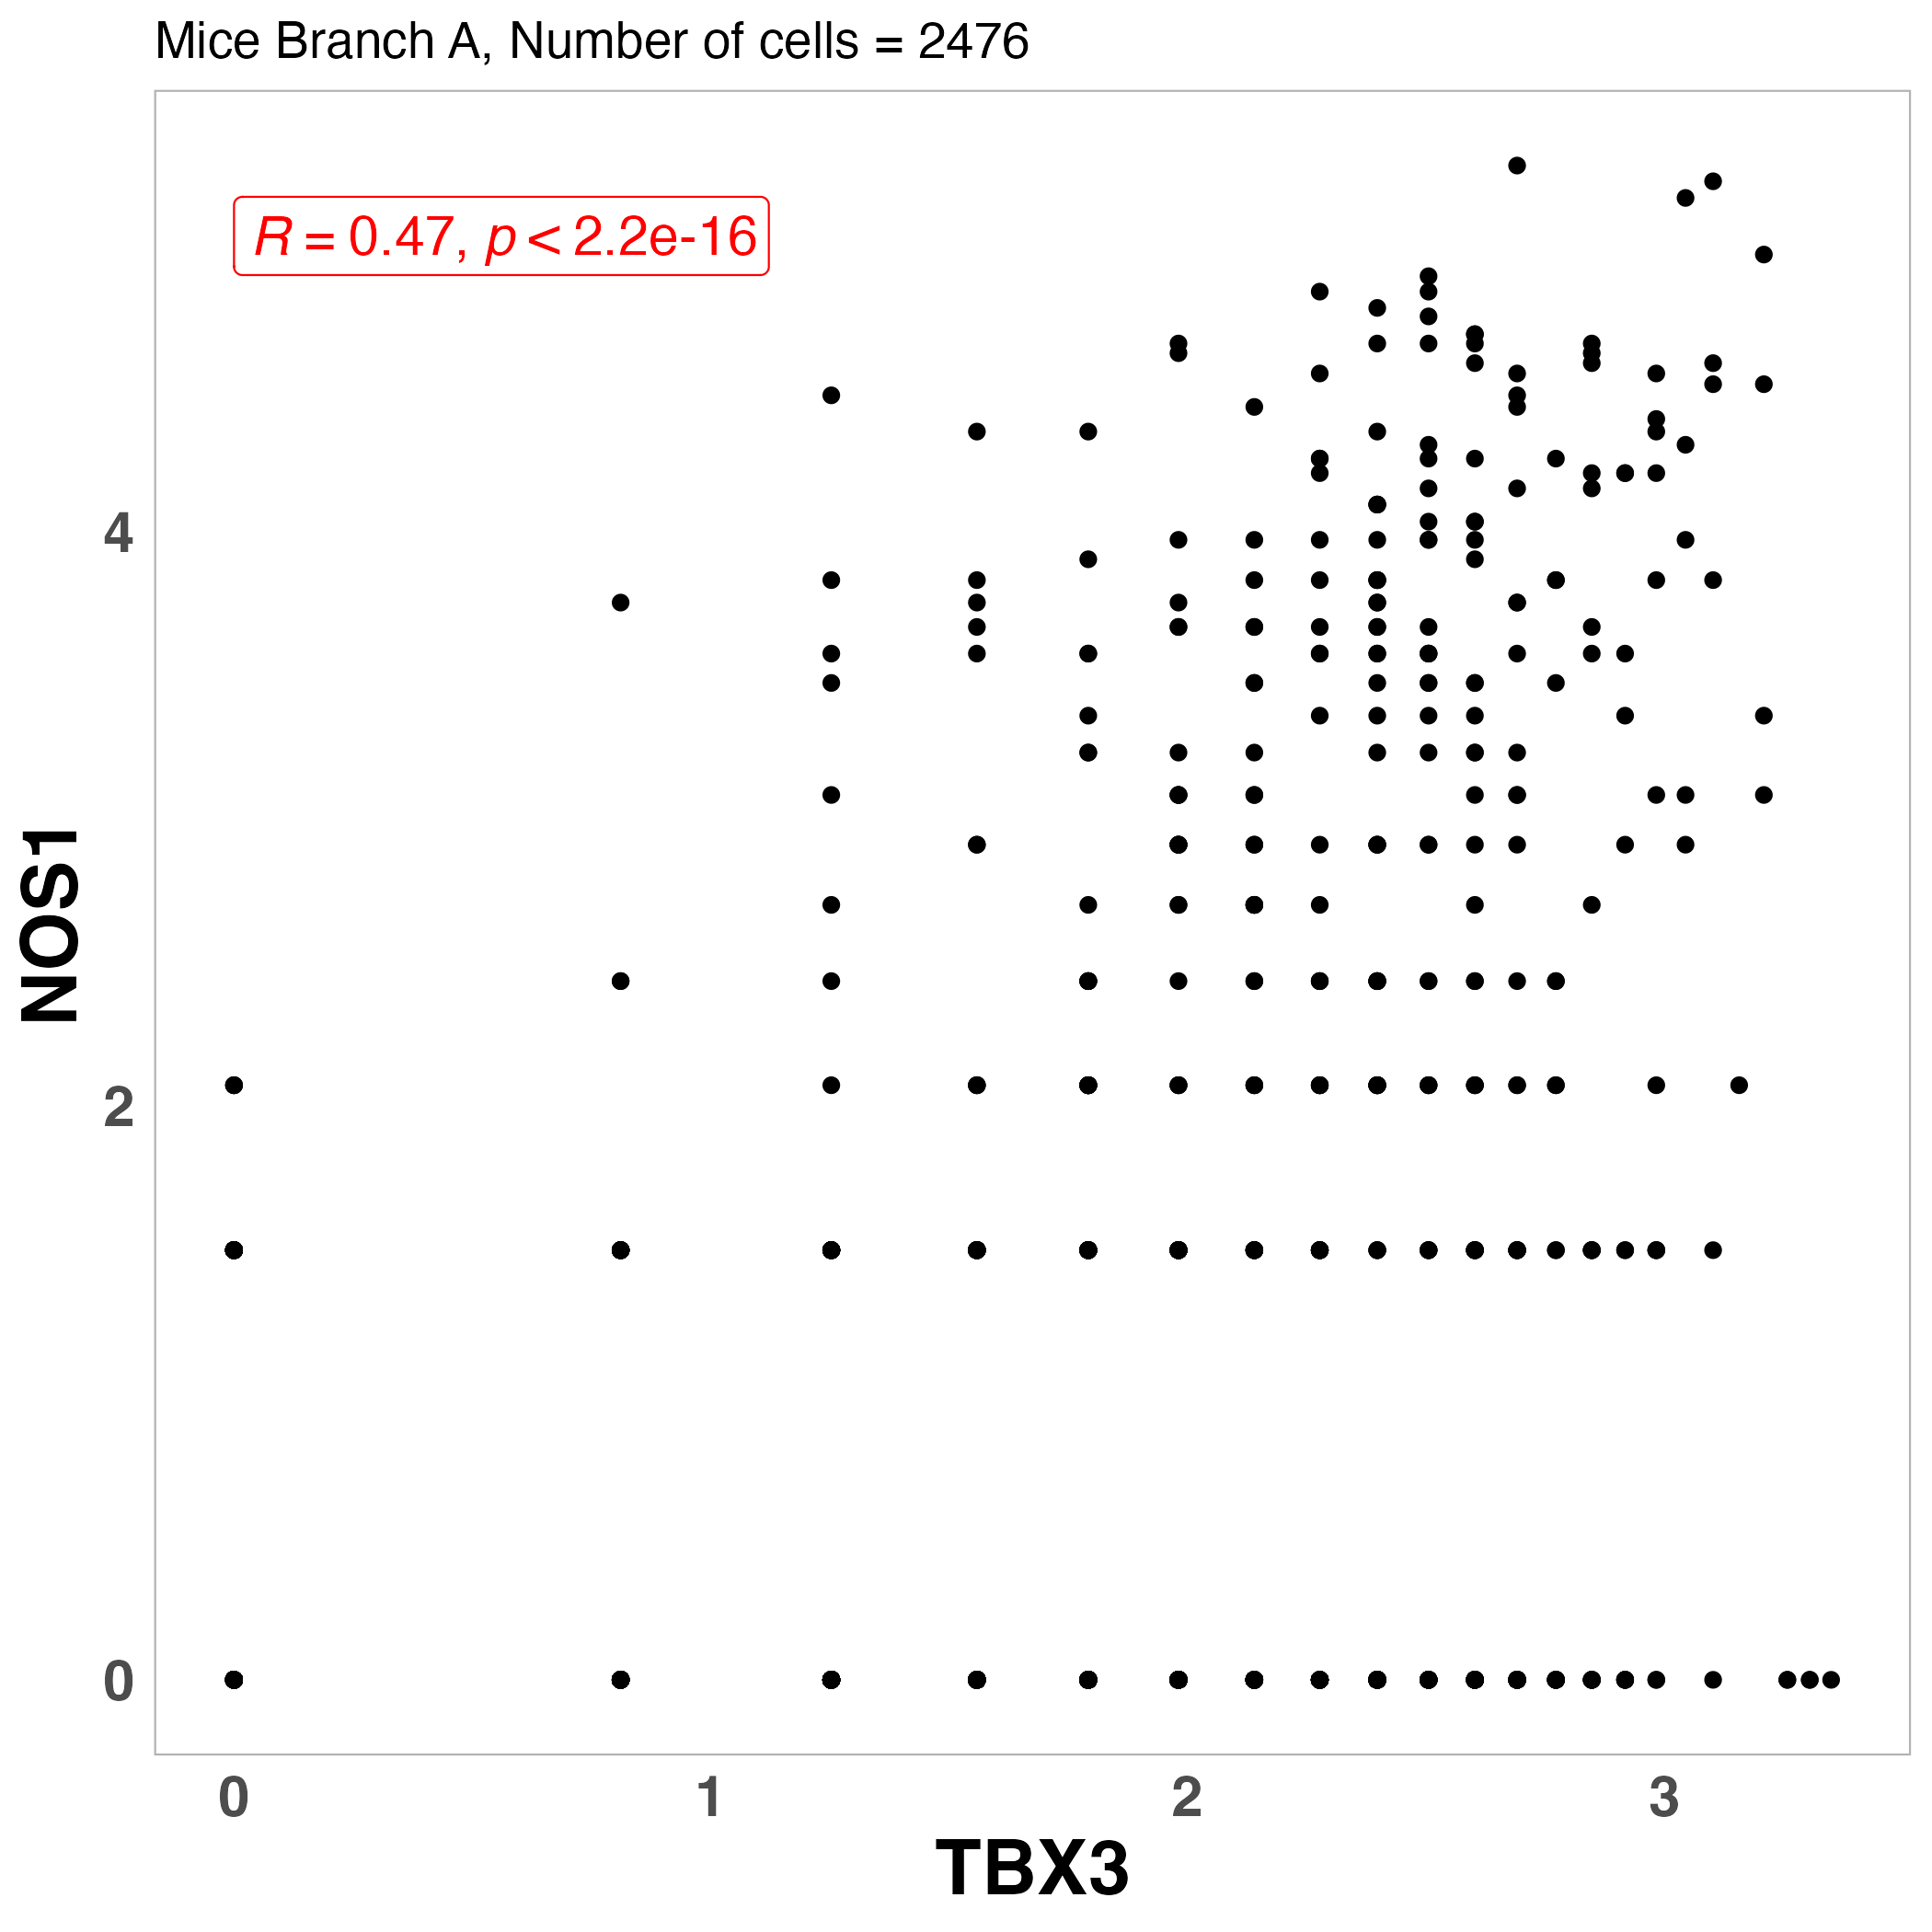 Mice Branch A, Number of cells = 2476
R = 0.47, p < 2.2e-16
4
2
0
NOS1
0 1 2 3
TBX3